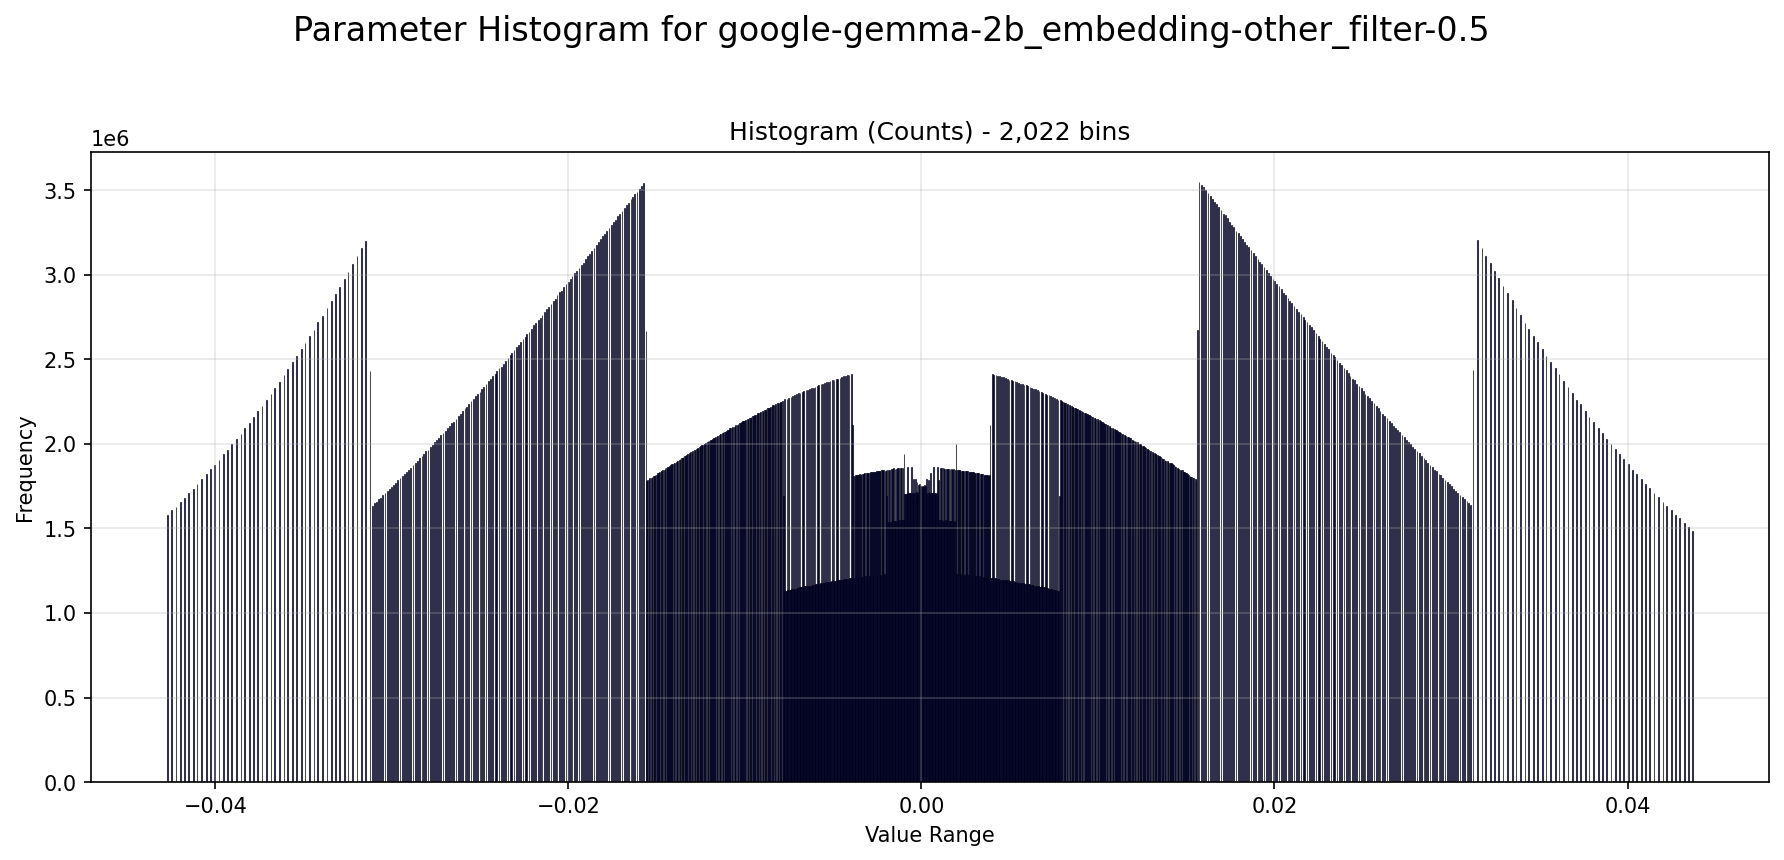 Parameter Histogram for google-gemma-2b_embedding-other_filter-0.5
Histogram (Counts) - 2,022 bins
1e6
3.5
3.0
2.5
2.0
1.5
1.0
0.5
0.0
Frequency
−0.04
−0.02
0.00
0.02
0.04
Value Range